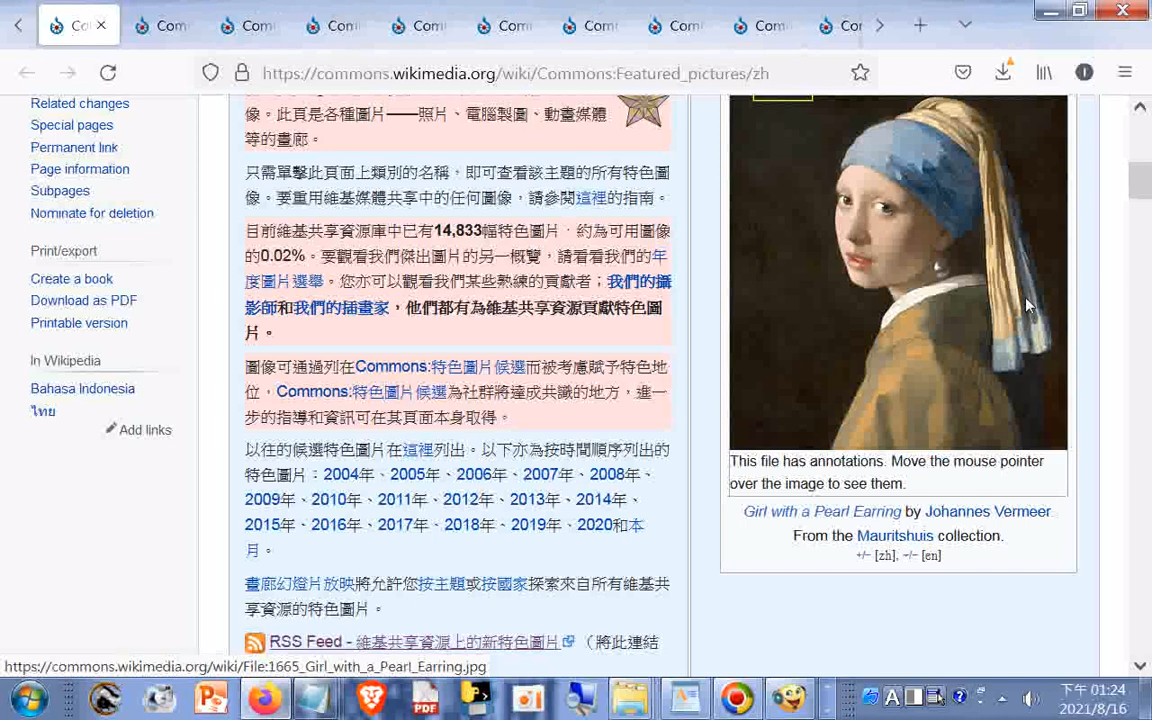 Co
Com
Com
Com
Com
Com
Com
Com
Com
Com
https://commons.wikimedia.org/wiki/Commons:Featured_pictures/zh
Related changes
Special pages
Permanent link
Page information
Subpages
Nominate for deletion
Print/export
Create a book
Download as PDF
Printable version
In Wikipedia
Bahasa Indonesia
ไทย
Add links
像。此頁是各種圖片——照片、電腦製圖、動畫媒體
等的畫廊。
只需單擊此頁面上類別的名稱，即可查看該主題的所有特色圖
像。要重用維基媒體共享中的任何圖像，請參閱這裡的指南。
目前維基共享資源庫中已有14,833幅特色圖片，約為可用圖像
的0.02%。要觀看我們傑出圖片的另一概覽，請看看我們的年
度圖片選舉。您亦可以觀看我們某些熟練的貢獻者；我們的攝
影師和我們的插畫家，他們都有為維基共享資源貢獻特色圖
片。
圖像可通過列在Commons:特色圖片候選而被考慮賦予特色地
位，Commons:特色圖片候選為社群將達成共識的地方，進一
步的指導和資訊可在其頁面本身取得。
以往的候選特色圖片在這裡列出。以下亦為按時間順序列出的
特色圖片：2004年、2005年、2006年、2007年、2008年、
2009年、2010年、2011年、2012年、2013年、2014年、
2015年、2016年、2017年、2018年、2019年、2020和本
月。
畫廊幻燈片放映將允許您按主題或按國家探索來自所有維基共
享資源的特色圖片。
RSS Feed - 維基共享資源上的新特色圖片（將此連結
This file has annotations. Move the mouse pointer
over the image to see them.
Girl with a Pearl Earring by Johannes Vermeer.
From the Mauritshuis collection.
+/− [zh], −/− [en]
https://commons.wikimedia.org/wiki/File:1665_Girl_with_a_Pearl_Earring.jpg
PDF
A
下午 01:24
2021/8/16